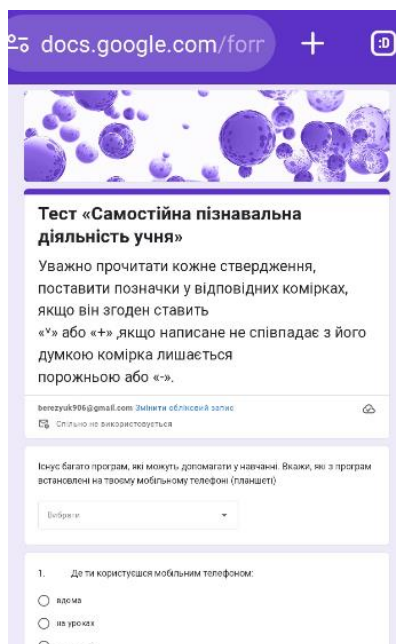 docs.google.com/forr
:D
Тест «Самостійна пізнавальна
діяльність учня»
Уважно прочитати кожне ствердження,
поставити позначки у відповідних комірках,
якщо він згоден ставить
«ᵛ» або «+» ,якщо написане не співпадає з його
думкою комірка лишається
порожньою або «-».
berezyuk906@gmail.com Змінити обліковий запис
Спільно не використовується
Існує багато програм, які можуть допомагати у навчанні. Вкажи, які з програм
встановлені на твоєму мобільному телефоні (планшеті)
Вибрати
1. Де ти користуєшся мобільним телефоном:
вдома
на уроках